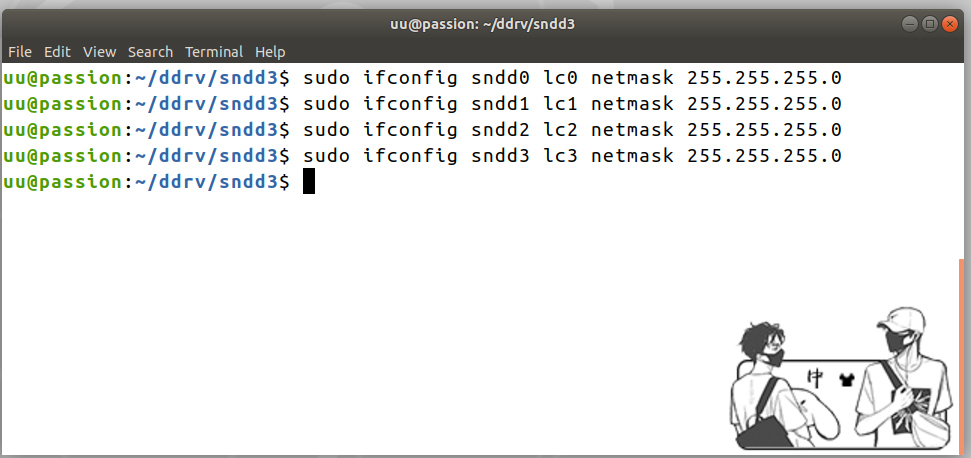 uu@passion: ~/ddrv/sndd3
File Edit View Search Terminal Help
uu@passion:~/ddrv/sndd3$ sudo ifconfig sndd0 lc0 netmask 255.255.255.0
uu@passion:~/ddrv/sndd3$ sudo ifconfig sndd1 lc1 netmask 255.255.255.0
uu@passion:~/ddrv/sndd3$ sudo ifconfig sndd2 lc2 netmask 255.255.255.0
uu@passion:~/ddrv/sndd3$ sudo ifconfig sndd3 lc3 netmask 255.255.255.0
uu@passion:~/ddrv/sndd3$
中